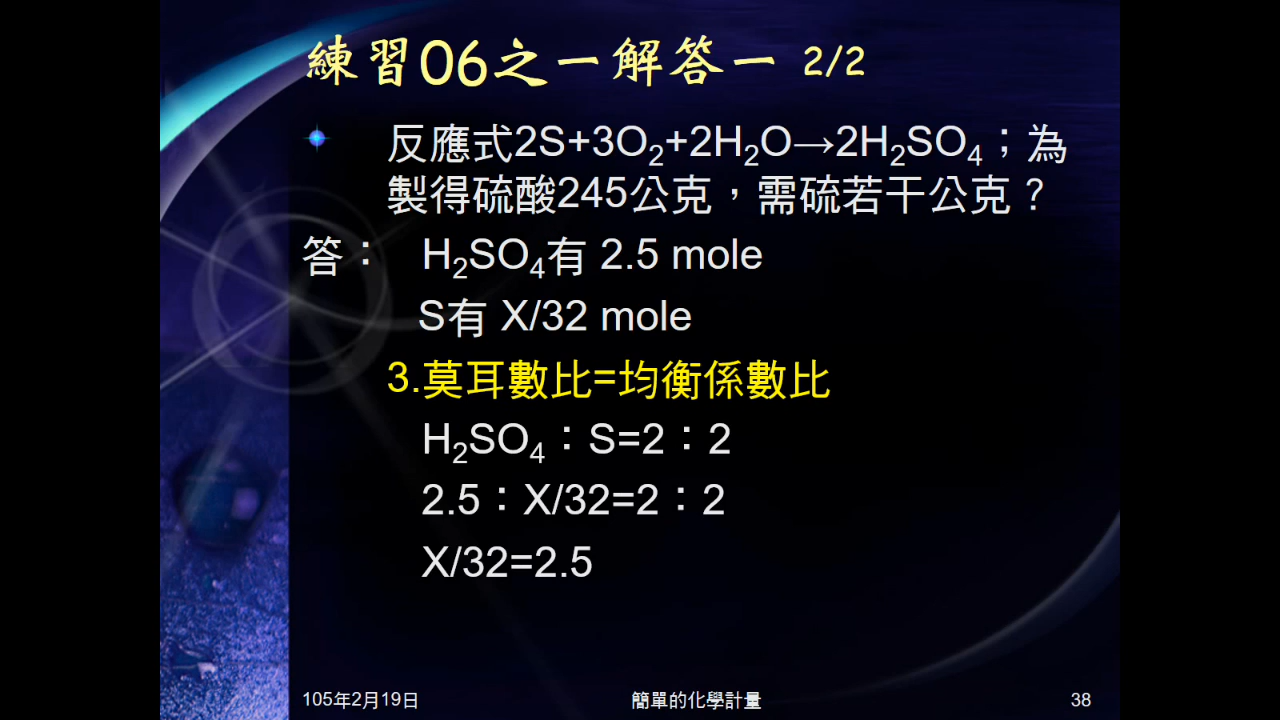 練習06之一解答一 2/2
反應式2S+3O₂+2H₂O→2H₂SO₄；為
製得硫酸245公克，需硫若干公克？
答： H₂SO₄有 2.5 mole
S有 X/32 mole
3.莫耳數比=均衡係數比
H₂SO₄：S=2：2
2.5：X/32=2：2
X/32=2.5
105年2月19日 簡單的化學計量 38